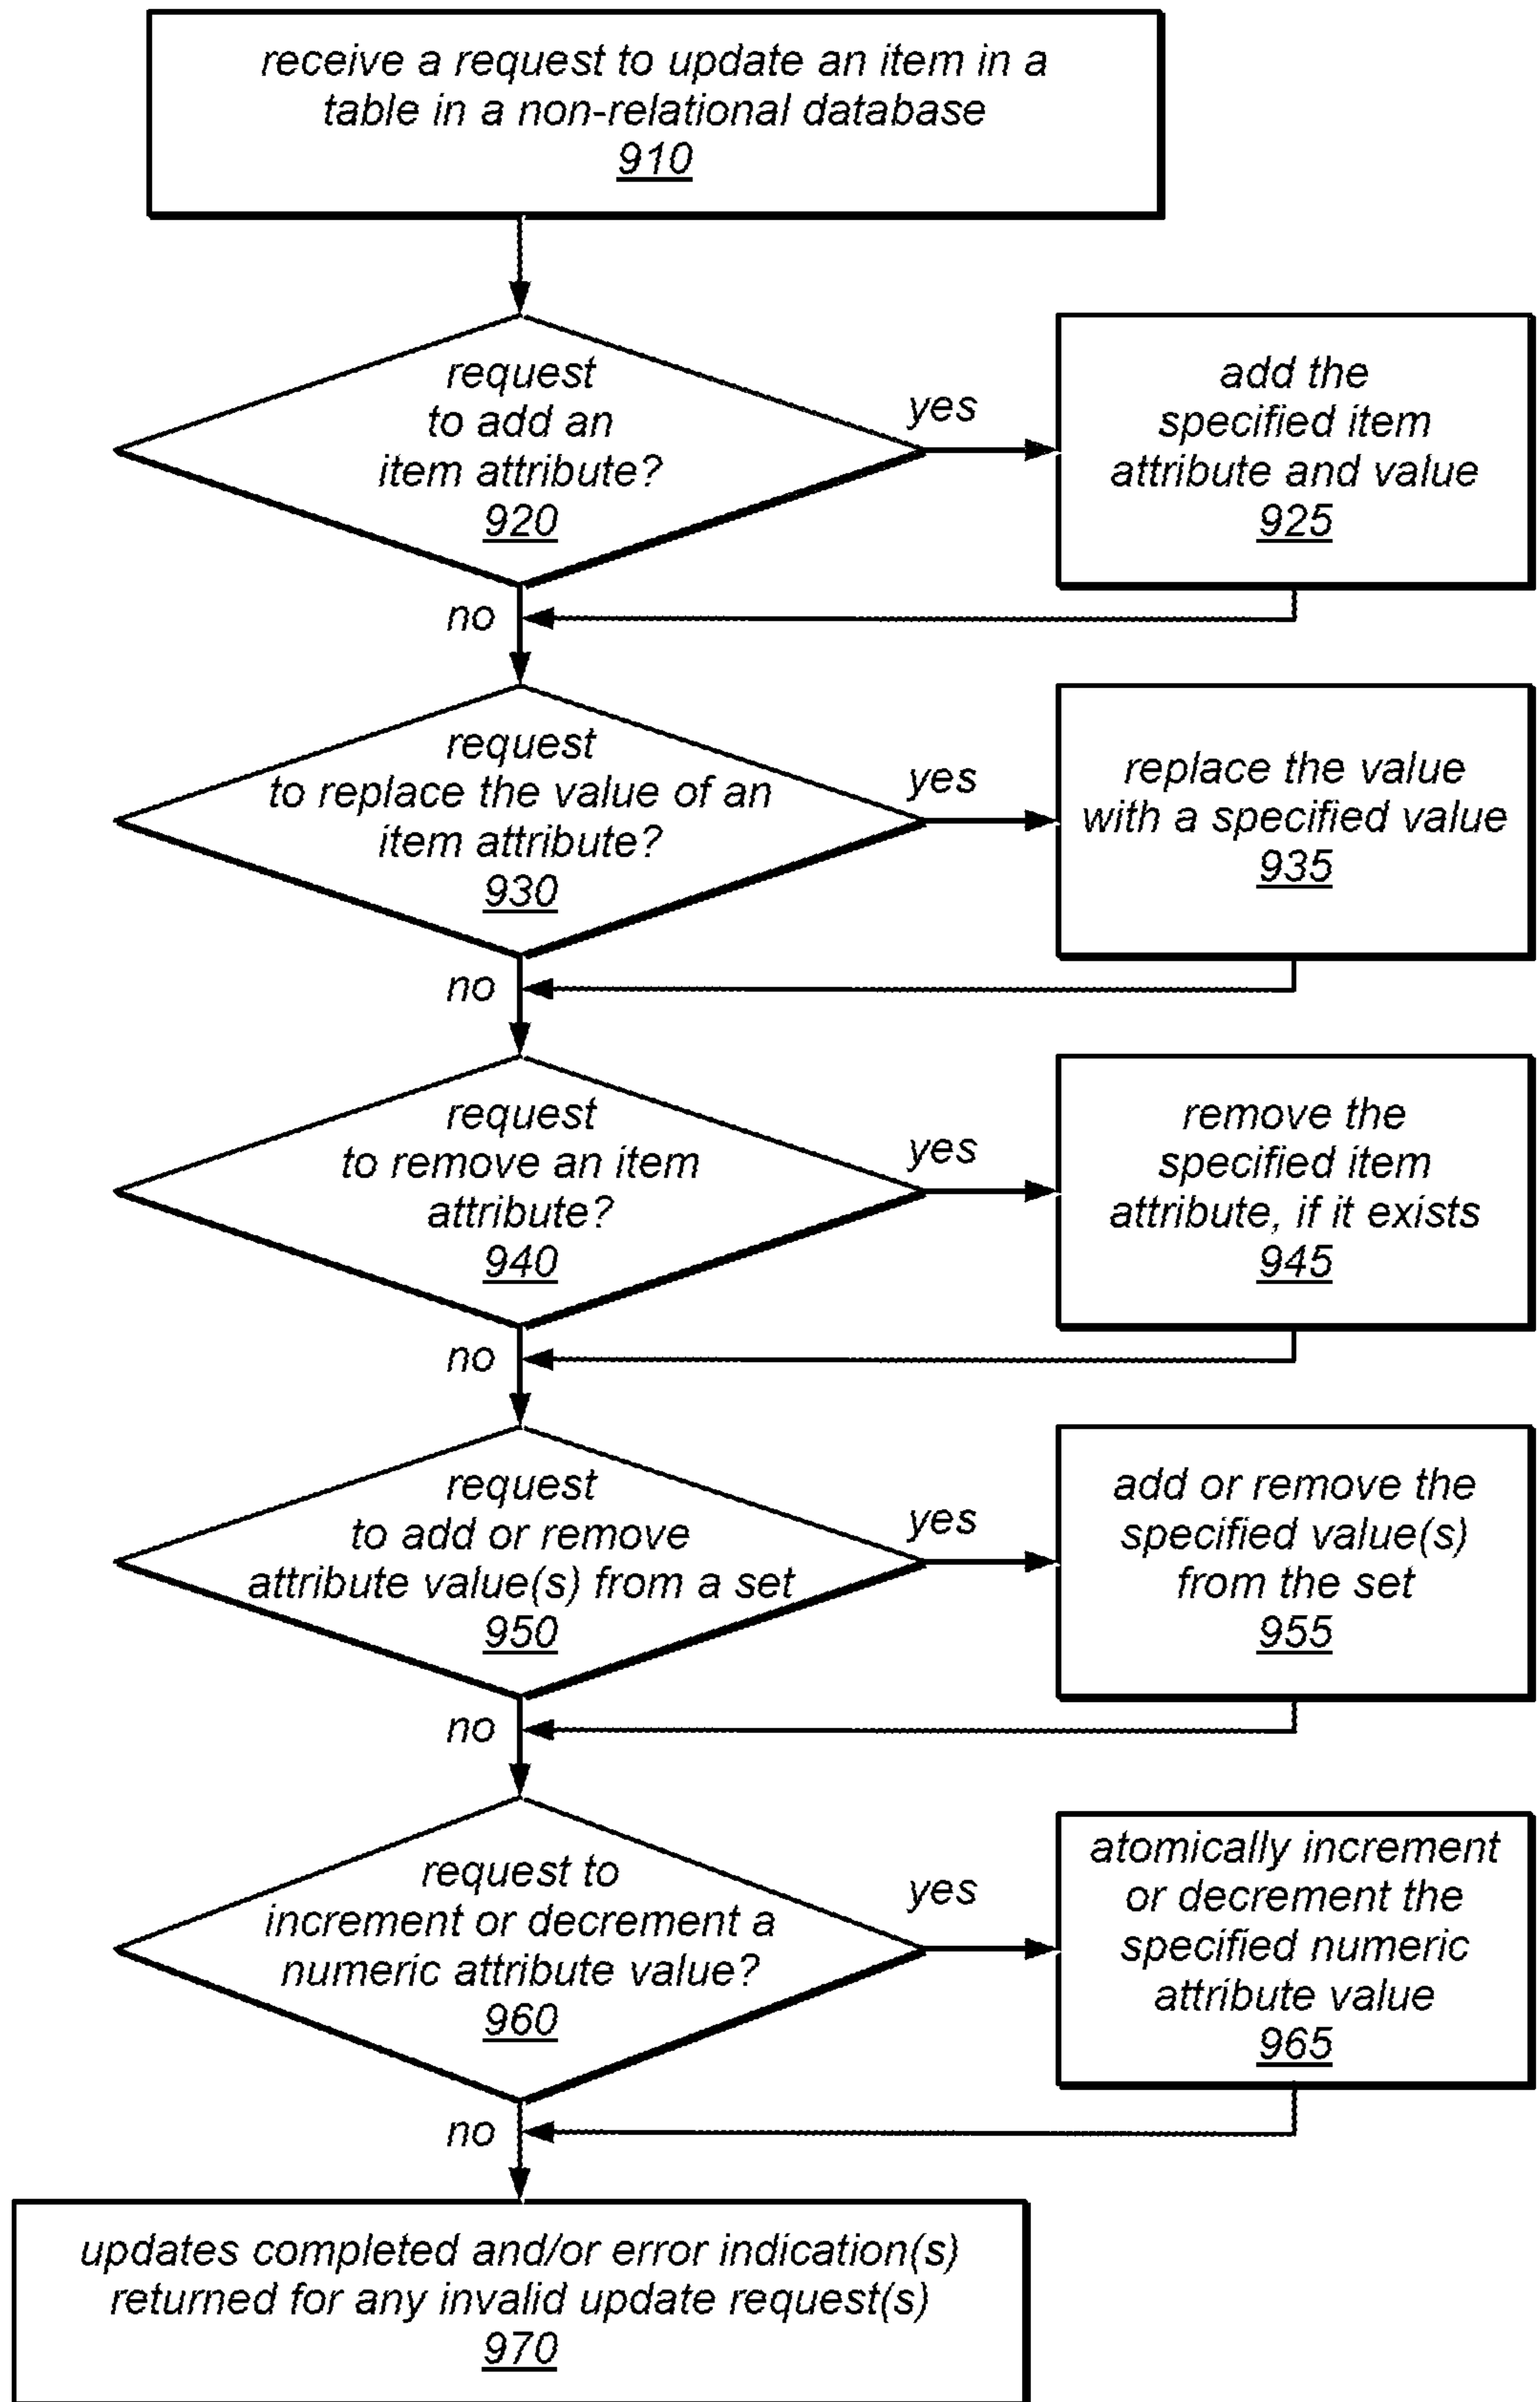 receive a request to update an item in a
table in a non-relational database
910
request
to add an
item attribute?
920
yes
add the
specified item
attribute and value
925
no
request
to replace the value of an
item attribute?
930
yes
replace the value
with a specified value
935
no
request
to remove an item
attribute?
940
yes
remove the
specified item
attribute, if it exists
945
no
request
to add or remove
attribute value(s) from a set
950
yes
add or remove the
specified value(s)
from the set
955
no
request to
increment or decrement a
numeric attribute value?
960
yes
atomically increment
or decrement the
specified numeric
attribute value
965
no
updates completed and/or error indication(s)
returned for any invalid update request(s)
970